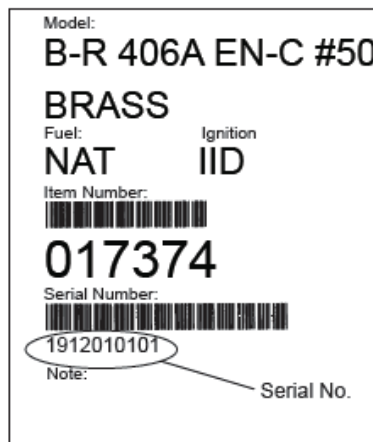 Model:
B-R 406A EN-C #50
BRASS
Fuel: Ignition
NAT IID
Item Number:
017374
Serial Number:
1912010101
Note:
Serial No.